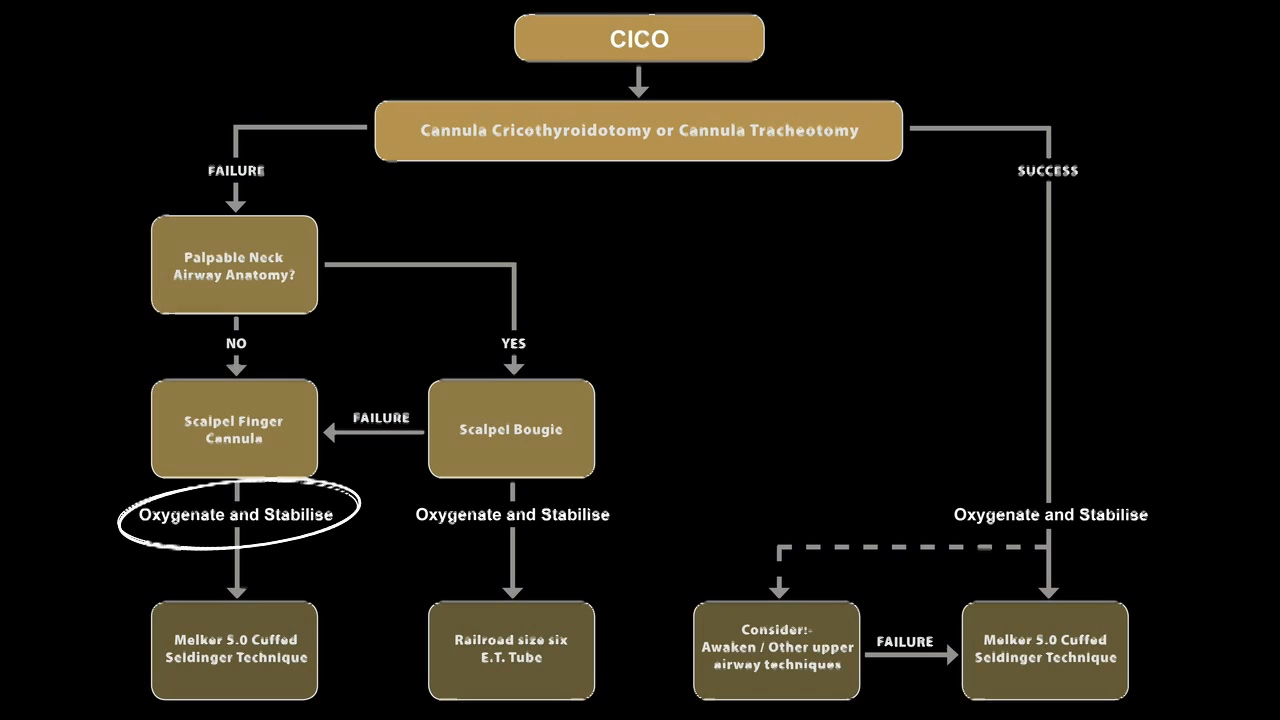 CICO
Cannula Cricothyroidotomy or Cannula Tracheotomy
FAILURE
SUCCESS
Palpable Neck
Airway Anatomy?
NO
YES
Scalpel Finger
Cannula
FAILURE
Scalpel Bougie
Oxygenate and Stabilise
Oxygenate and Stabilise
Oxygenate and Stabilise
Melker 5.0 Cuffed
Seldinger Technique
Railroad size six
E.T. Tube
Consider:-
Awaken / Other upper
airway techniques
FAILURE
Melker 5.0 Cuffed
Seldinger Technique